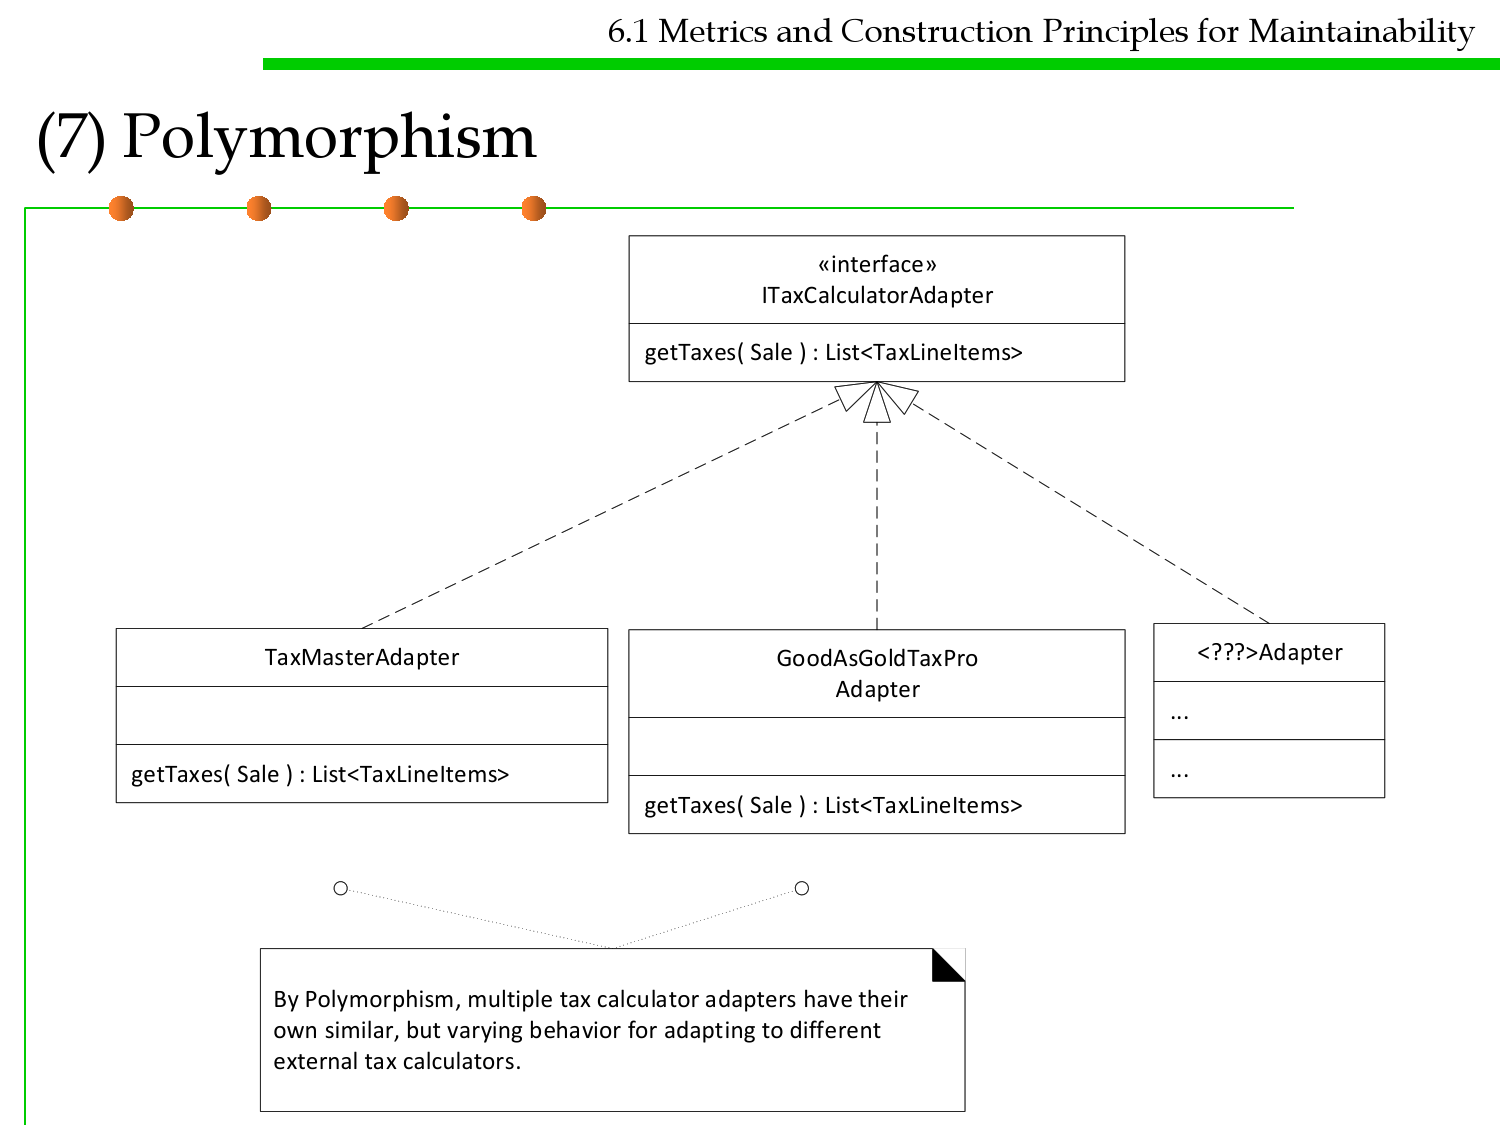 6.1 Metrics and Construction Principles for Maintainability
(7) Polymorphism
«interface»
ITaxCalculatorAdapter
getTaxes( Sale ) : List<TaxLineItems>
TaxMasterAdapter
getTaxes( Sale ) : List<TaxLineItems>
GoodAsGoldTaxPro
Adapter
getTaxes( Sale ) : List<TaxLineItems>
<???>Adapter
...
...
By Polymorphism, multiple tax calculator adapters have their
own similar, but varying behavior for adapting to different
external tax calculators.